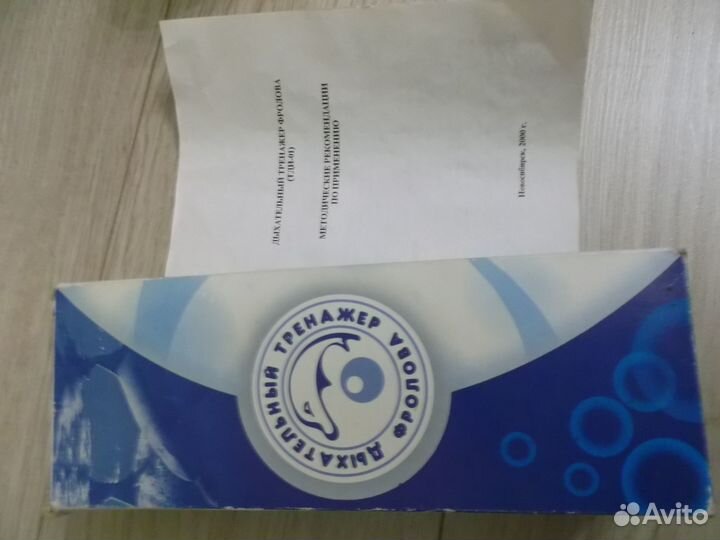 ДЫХАТЕЛЬНЫЙ ТРЕНАЖЕР ФРОЛОВА
(ТДИ-01)
МЕТОДИЧЕСКИЕ РЕКОМЕНДАЦИИ
ПО ПРИМЕНЕНИЮ
Новосибирск, 2000 г.
ДЫХАТЕЛЬНЫЙ ТРЕНАЖЕР ФРОЛОВА
Avito